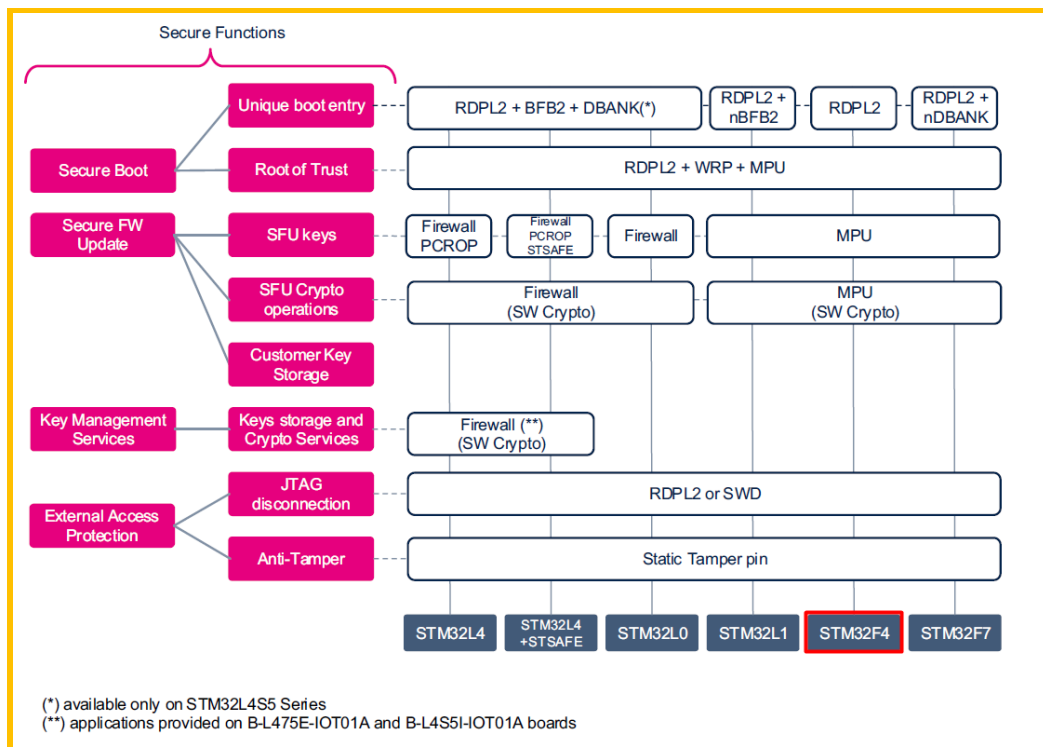 Secure Functions
Unique boot entry
RDPL2 + BFB2 + DBANK(*)
RDPL2 +
nBFB2
RDPL2
RDPL2 +
nDBANK
Secure Boot
Root of Trust
RDPL2 + WRP + MPU
Secure FW
Update
SFU keys
Firewall
PCROP
Firewall
PCROP
STSAFE
Firewall
MPU
SFU Crypto
operations
Firewall
(SW Crypto)
MPU
(SW Crypto)
Customer Key
Storage
Key Management
Services
Keys storage and
Crypto Services
Firewall (**)
(SW Crypto)
JTAG
disconnection
RDPL2 or SWD
External Access
Protection
Anti-Tamper
Static Tamper pin
STM32L4
STM32L4
+STSAFE
STM32L0
STM32L1
STM32F4
STM32F7
(*) available only on STM32L4S5 Series
(**) applications provided on B-L475E-IOT01A and B-L4S5I-IOT01A boards